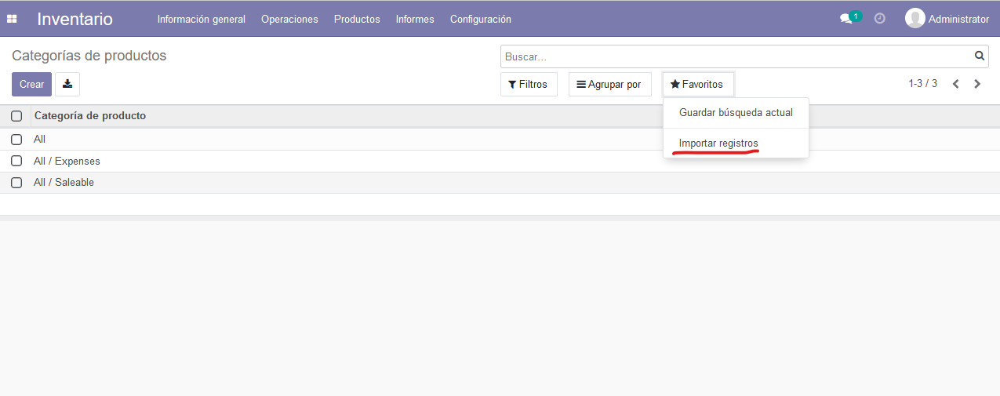 Inventario Información general Operaciones Productos Informes Configuración 1 Administrator
Categorías de productos Buscar...
Crear Filtros Agrupar por Favoritos 1-3 / 3
Guardar búsqueda actual
Importar registros
Categoría de producto
All
All / Expenses
All / Saleable